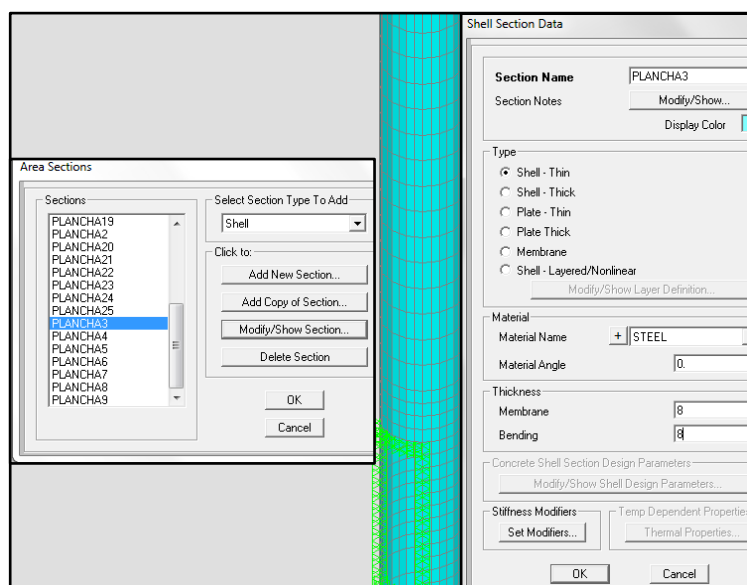 Area Sections
Sections
PLANCHA19
PLANCHA2
PLANCHA20
PLANCHA21
PLANCHA22
PLANCHA23
PLANCHA24
PLANCHA25
PLANCHA3
PLANCHA4
PLANCHA5
PLANCHA6
PLANCHA7
PLANCHA8
PLANCHA9
Select Section Type To Add
Shell
Click to:
Add New Section...
Add Copy of Section...
Modify/Show Section...
Delete Section
OK
Cancel
Shell Section Data
Section Name PLANCHA3
Section Notes Modify/Show...
Display Color
Type
Shell - Thin
Shell - Thick
Plate - Thin
Plate Thick
Membrane
Shell - Layered/Nonlinear
Modify/Show Layer Definition...
Material
Material Name + STEEL
Material Angle 0.
Thickness
Membrane 8
Bending 8
Concrete Shell Section Design Parameters
Modify/Show Shell Design Parameters...
Stiffness Modifiers
Set Modifiers...
Temp Dependent Properties
Thermal Properties...
OK Cancel